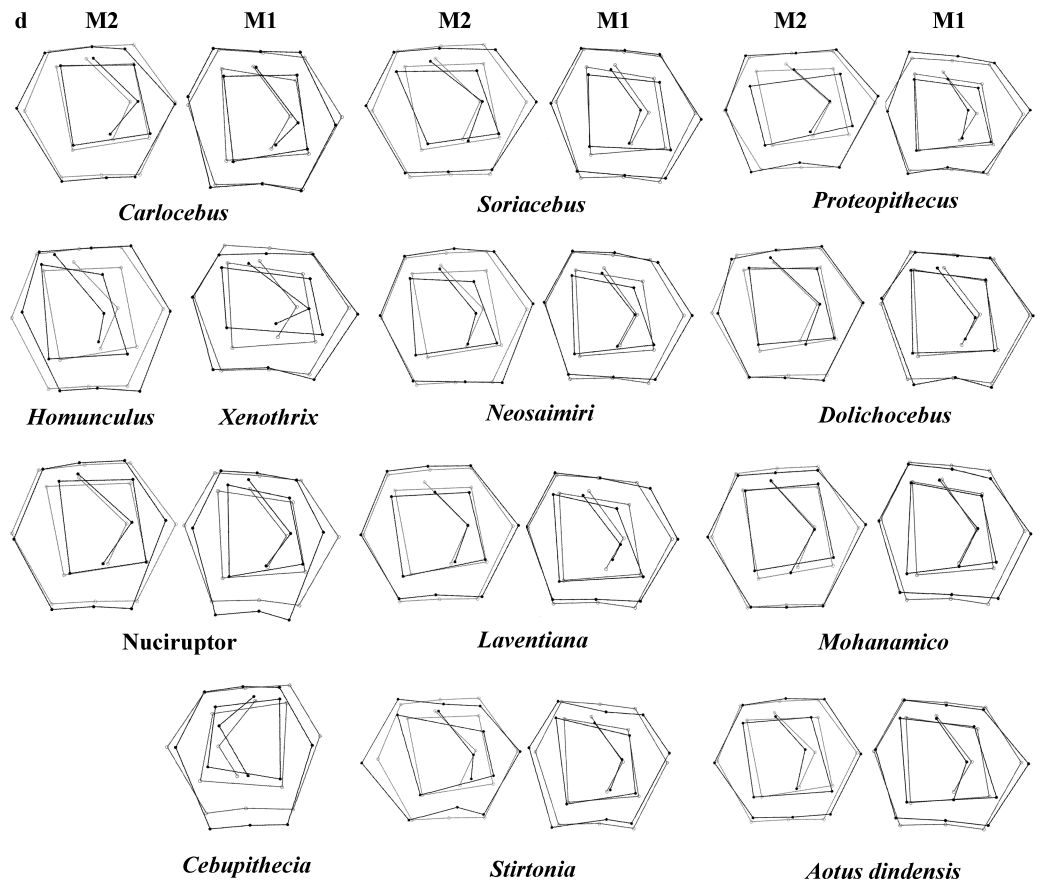 d M2 M1 M2 M1 M2 M1
Carlocebus Soriacebus Proteopithecus
Homunculus Xenothrix Neosaimiri Dolichocebus
Nuciruptor Laventiana Mohanamico
Cebupithecia Stirtonia Aotus dindensis